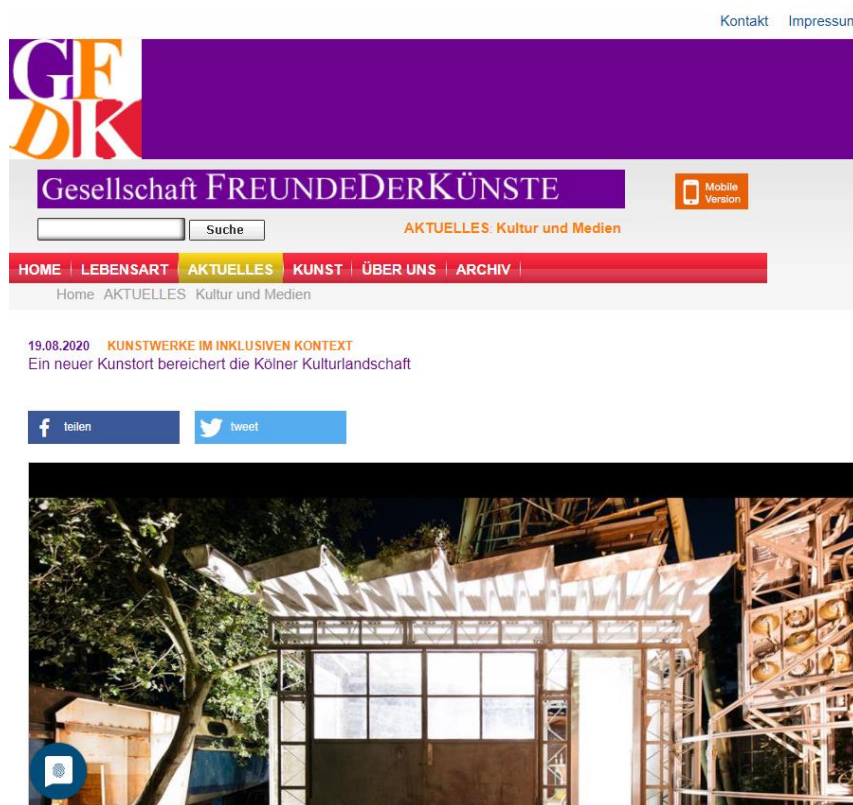 Kontakt Impressum
GFDK
Gesellschaft FREUNDEDERKÜNSTE
Mobile
Version
Suche
AKTUELLES: Kultur und Medien
HOME LEBENSART AKTUELLES KUNST ÜBER UNS ARCHIV
Home AKTUELLES Kultur und Medien
19.08.2020 KUNSTWERKE IM INKLUSIVEN KONTEXT
Ein neuer Kunstort bereichert die Kölner Kulturlandschaft
teilen tweet